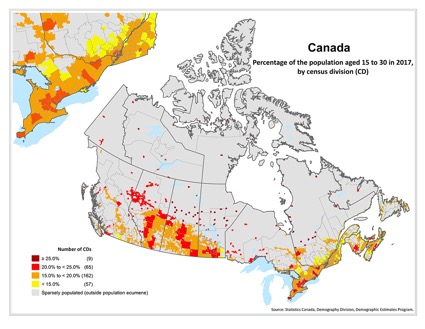 Canada
Percentage of the population aged 15 to 30 in 2017,
by census division (CD)
Number of CDs
≥ 25.0% (9)
20.0% to < 25.0% (65)
15.0% to < 20.0% (162)
< 15.0% (57)
Sparsely populated (outside population ecumene)
Source: Statistics Canada, Demography Division, Demographic Estimates Program.